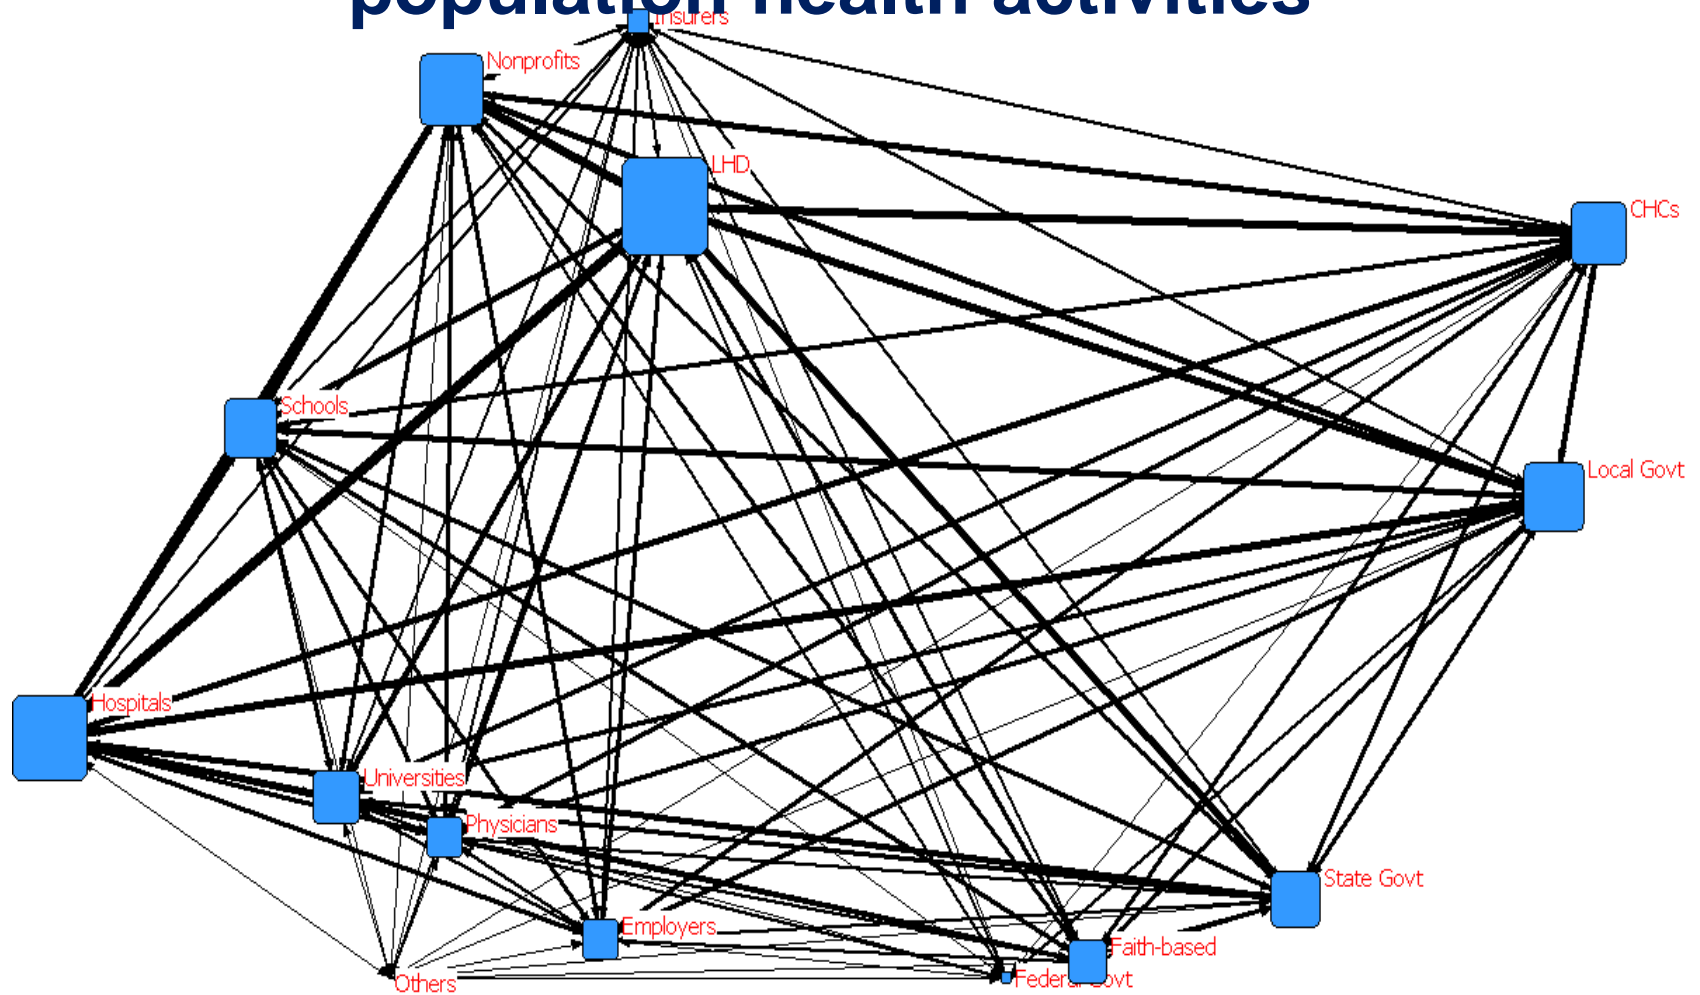 population health activities
Insurers
Nonprofits
LHD
CHCs
Schools
Local Govt
Hospitals
Universities
Physicians
State Govt
Employers
Faith-based
Others
Federal Govt